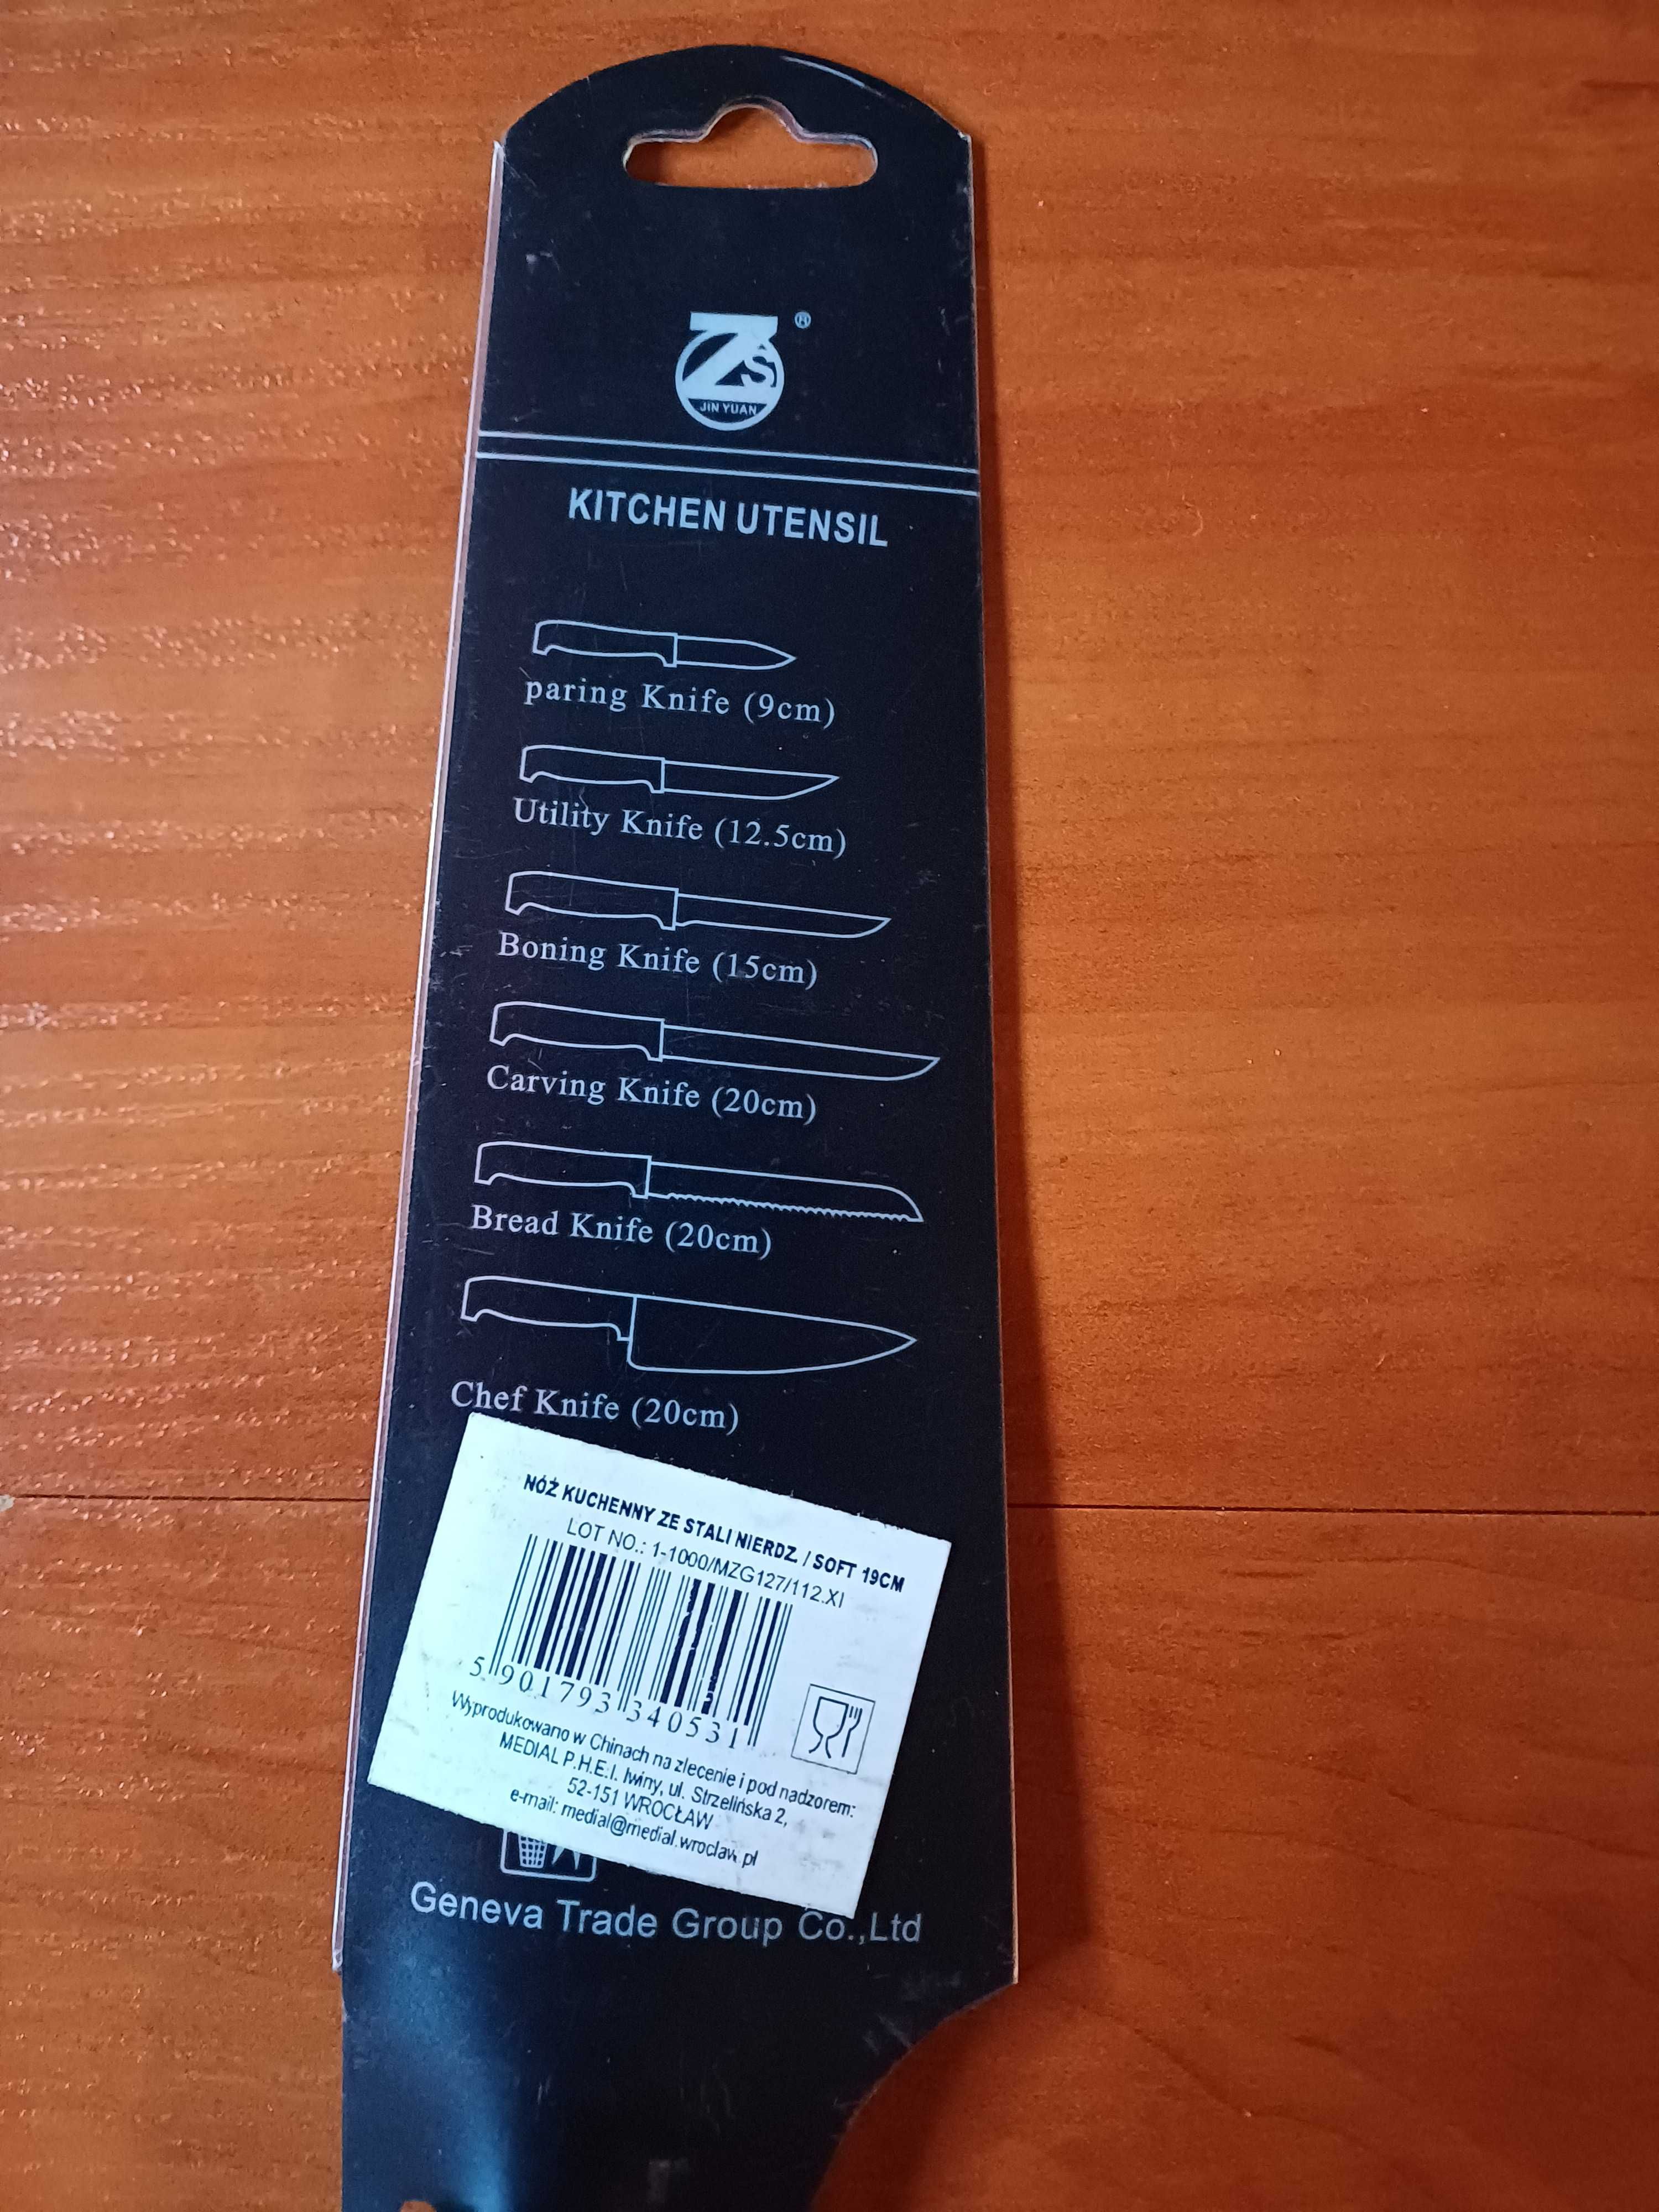 ZS ®
JIN YUAN
KITCHEN UTENSIL
paring Knife (9cm)
Utility Knife (12.5cm)
Boning Knife (15cm)
Carving Knife (20cm)
Bread Knife (20cm)
Chef Knife (20cm)
NÓŻ KUCHENNY ZE STALI NIERDZ. / SOFT 19CM
LOT NO.: 1-1000/MZG127/112.XI
5 901793 340531
Wyprodukowano w Chinach na zlecenie i pod nadzorem:
MEDIAL P.H.E.I. Iwiny, ul. Strzelińska 2,
52-151 WROCŁAW
e-mail: medial@medial.wroclaw.pl
Geneva Trade Group Co.,Ltd